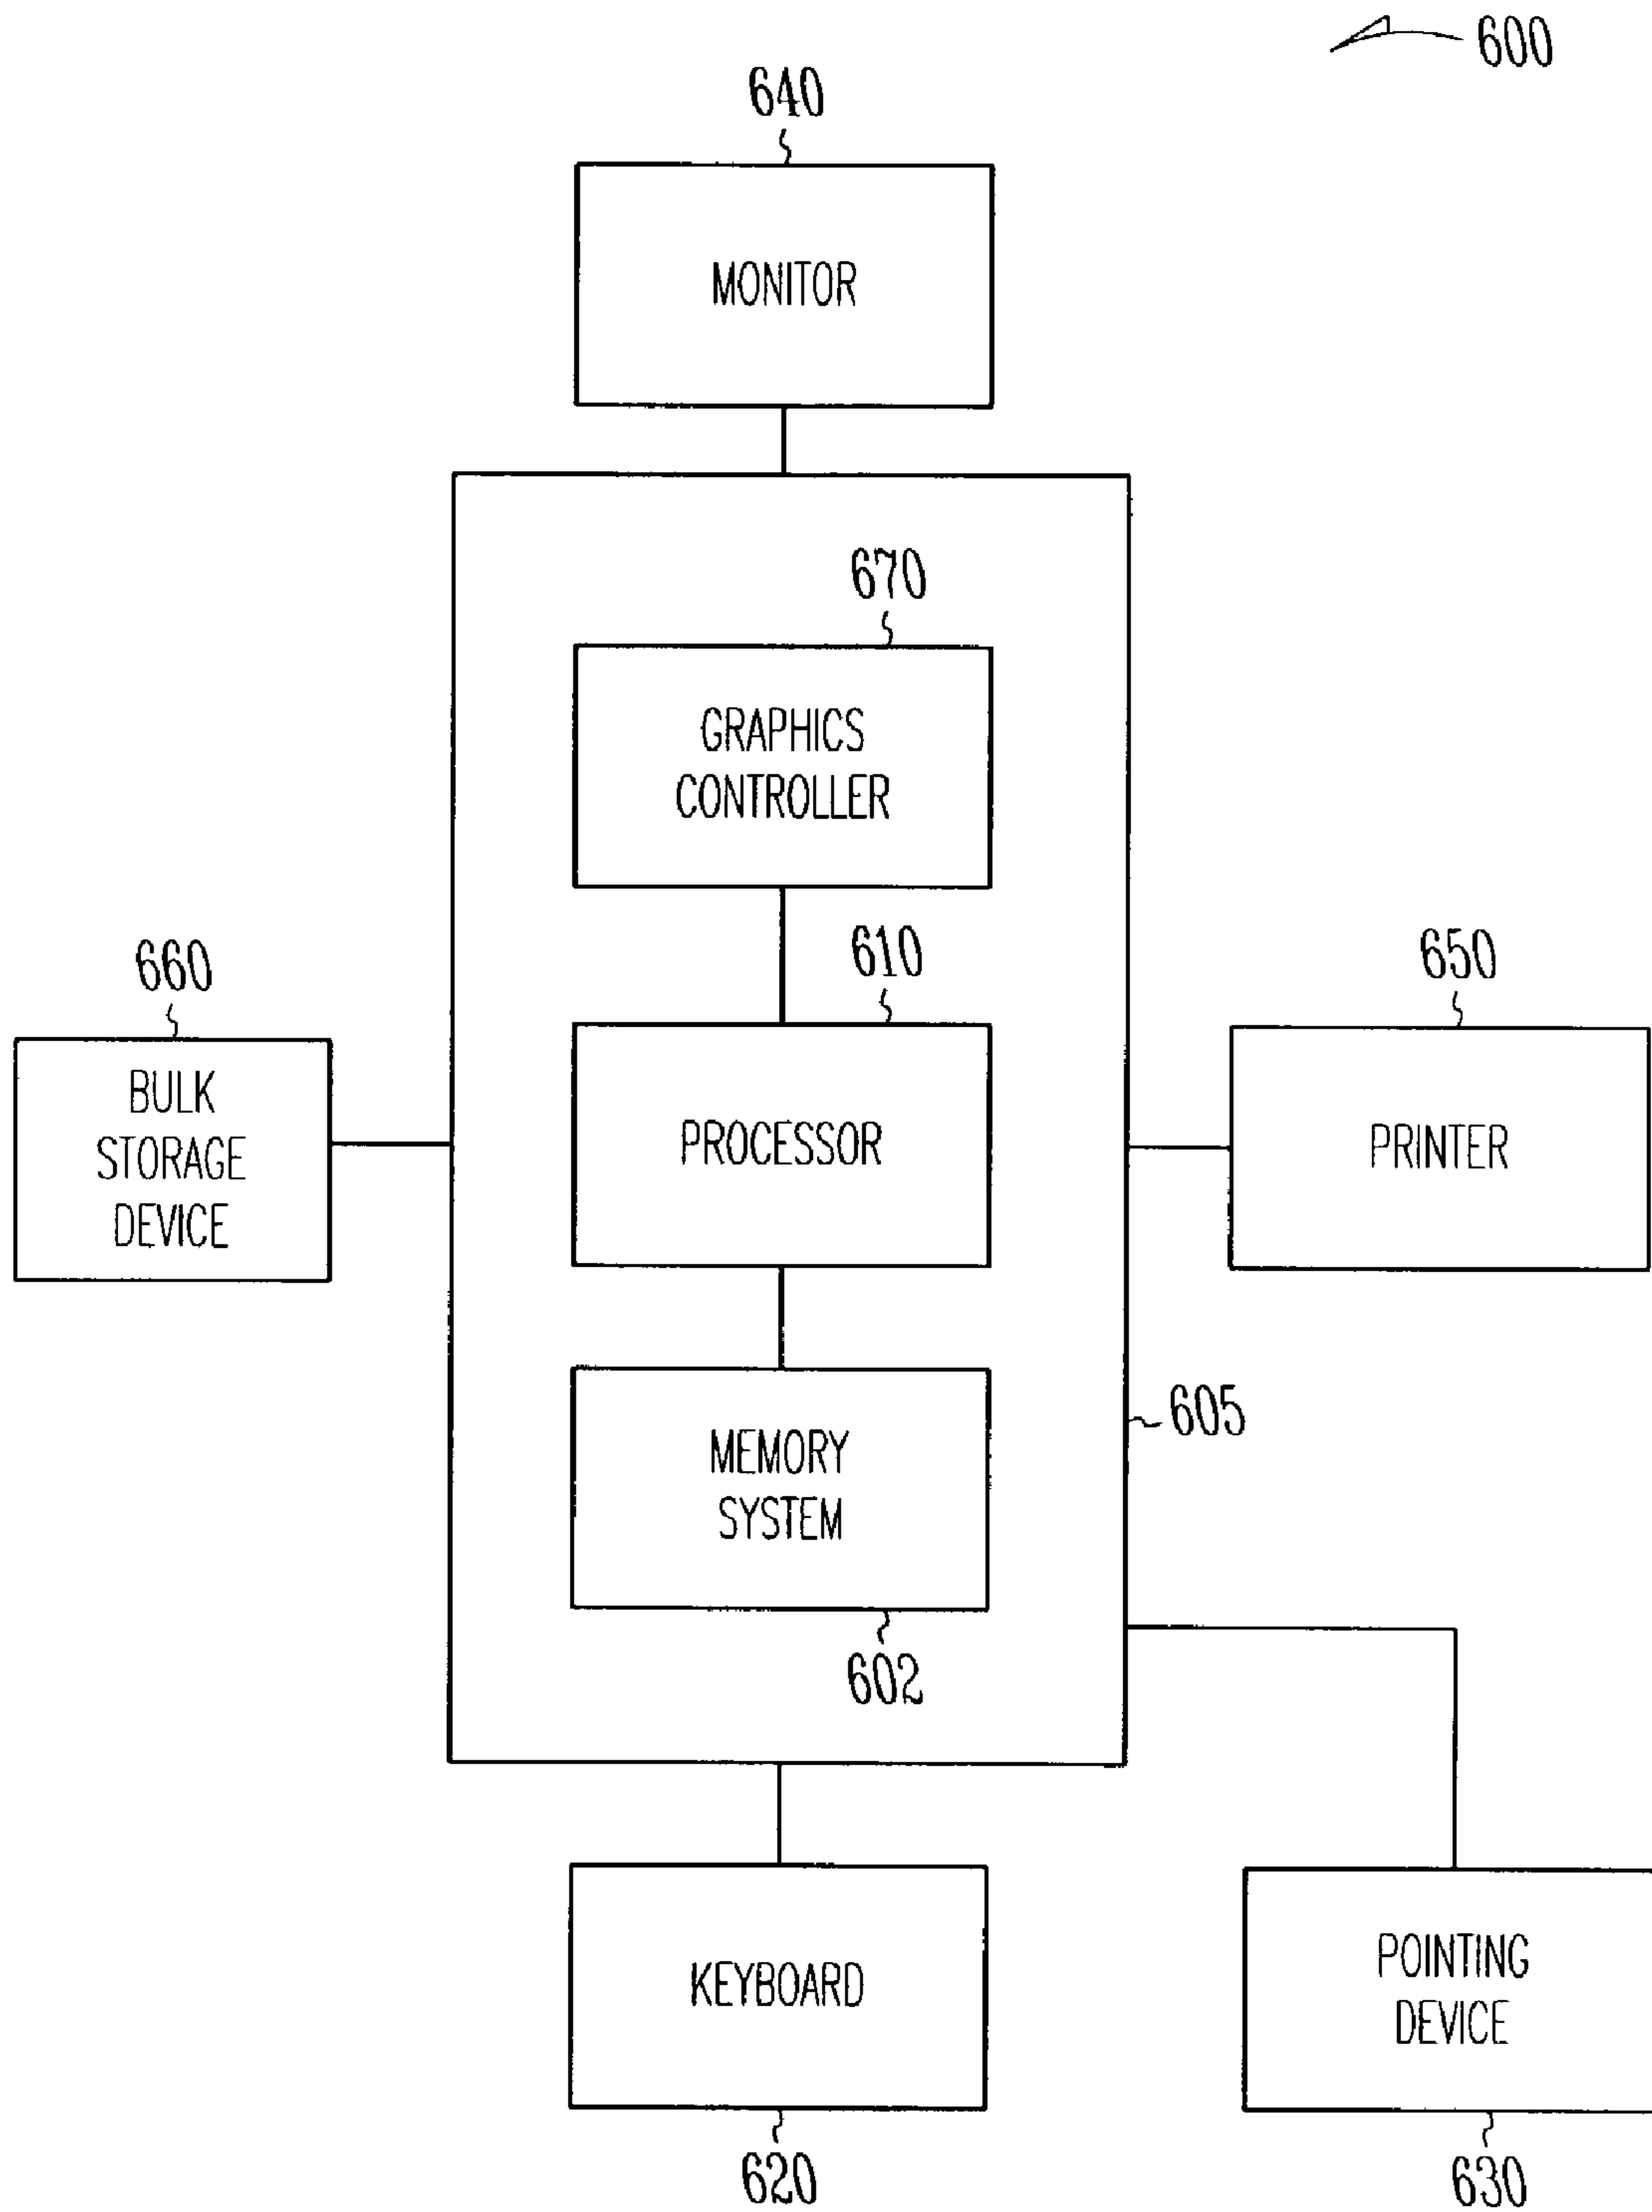 600
640
MONITOR
670
GRAPHICS
CONTROLLER
610
PROCESSOR
660
BULK
STORAGE
DEVICE
650
PRINTER
605
MEMORY
SYSTEM
602
KEYBOARD
620
POINTING
DEVICE
630